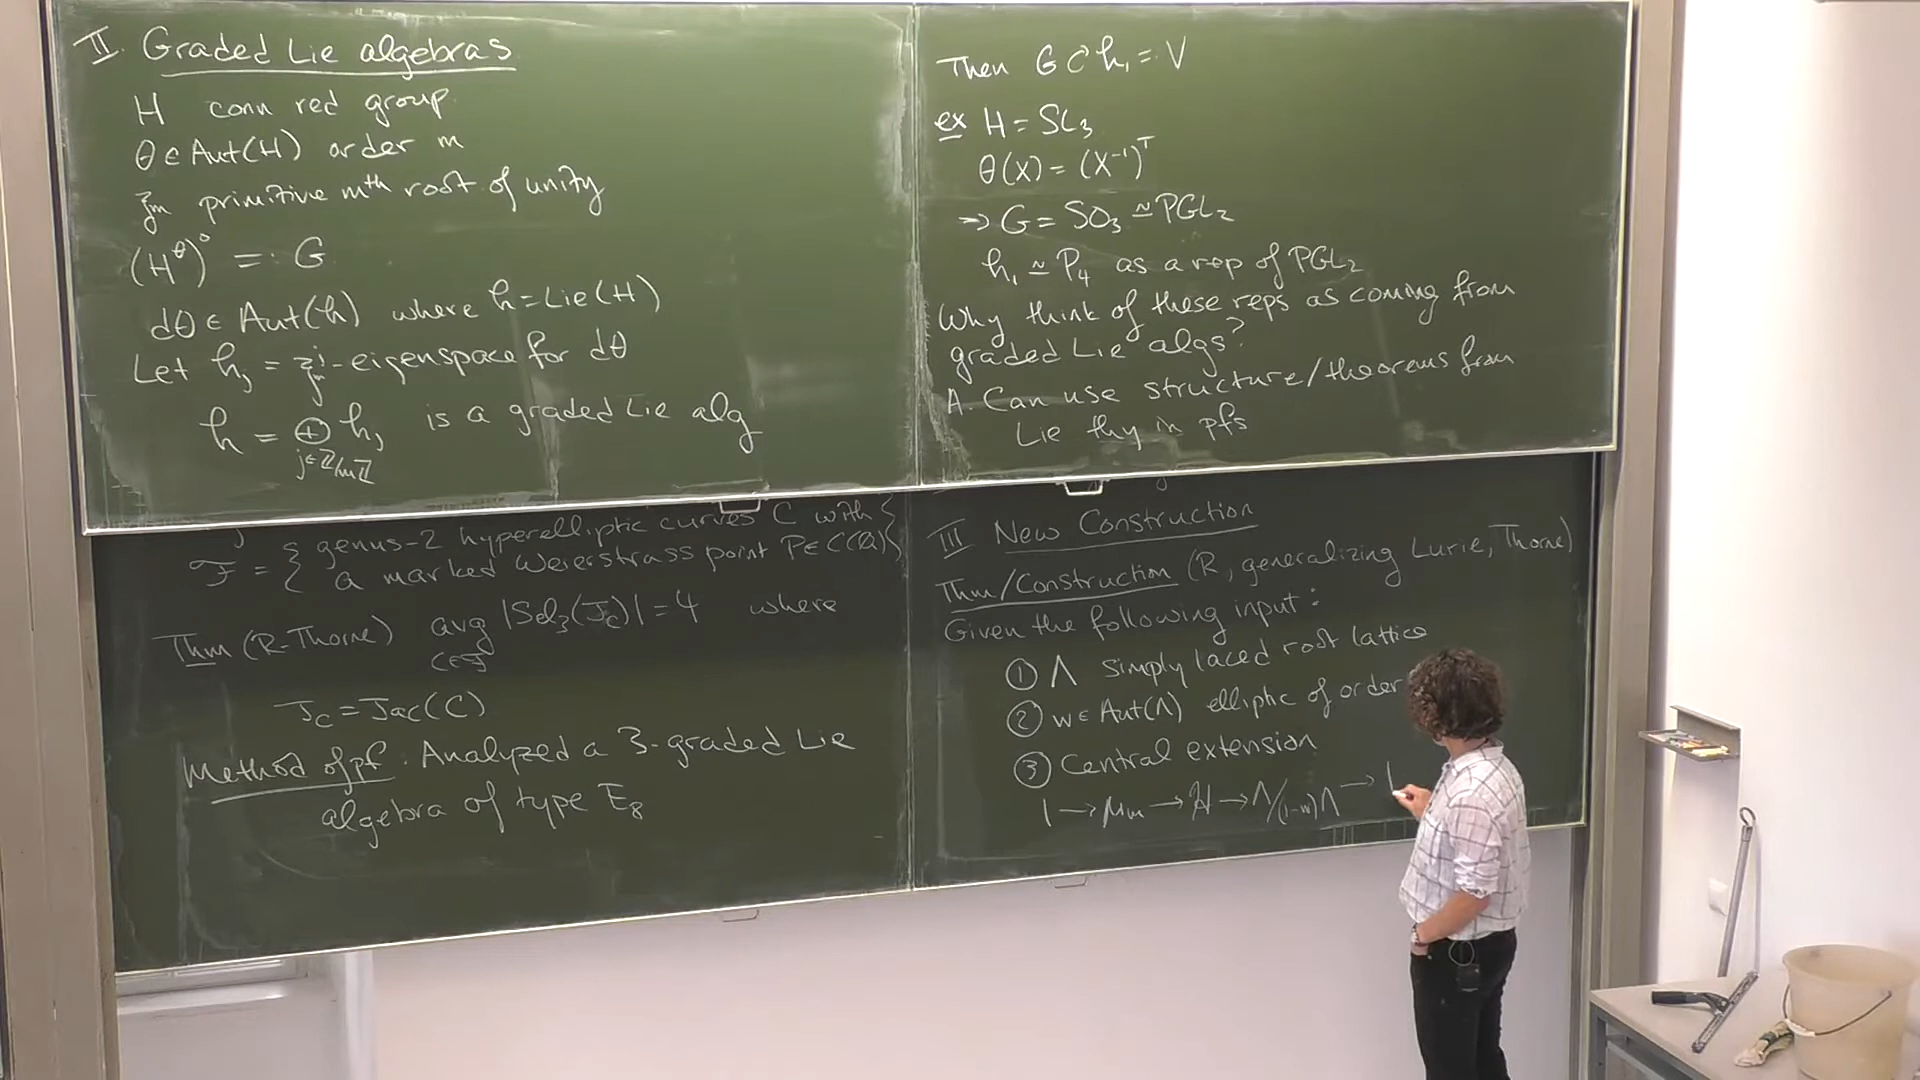 II. Graded Lie algebras
H conn red group
θ ∈ Aut(H) order m
ζm primitive mth root of unity
(H^θ)° =: G
dθ ∈ Aut(h) where h = Lie(H)
Let h_j = ζ_m^j-eigenspace for dθ
h = ⊕_{j∈ℤ/mℤ} h_j is a graded Lie alg
Then G ⊂ h₁ =: V
ex H = SL₃
θ(X) = (X⁻¹)^T
⇒ G = SO₃ ≃ PGL₂
h₁ ≃ P₄ as a rep of PGL₂
Why think of these reps as coming from
graded Lie algs?
A. Can use structure/theorems from
Lie thy in pfs
F = { genus-2 hyperelliptic curves C with
a marked Weierstrass point P∈C(Q) }
Thm (R-Thorne) avg_{C∈F} |Sel₃(J_C)| = 4 where
J_C = Jac(C)
Method of pf: Analyzed a 3-graded Lie
algebra of type E₈
III New Construction
Thm/Construction (R, generalizing Lurie, Thorne)
Given the following input:
① Λ simply laced root lattice
② w ∈ Aut(Λ) elliptic of order
③ Central extension
1 → μm → H̃ → Λ/(1-w)Λ → 1